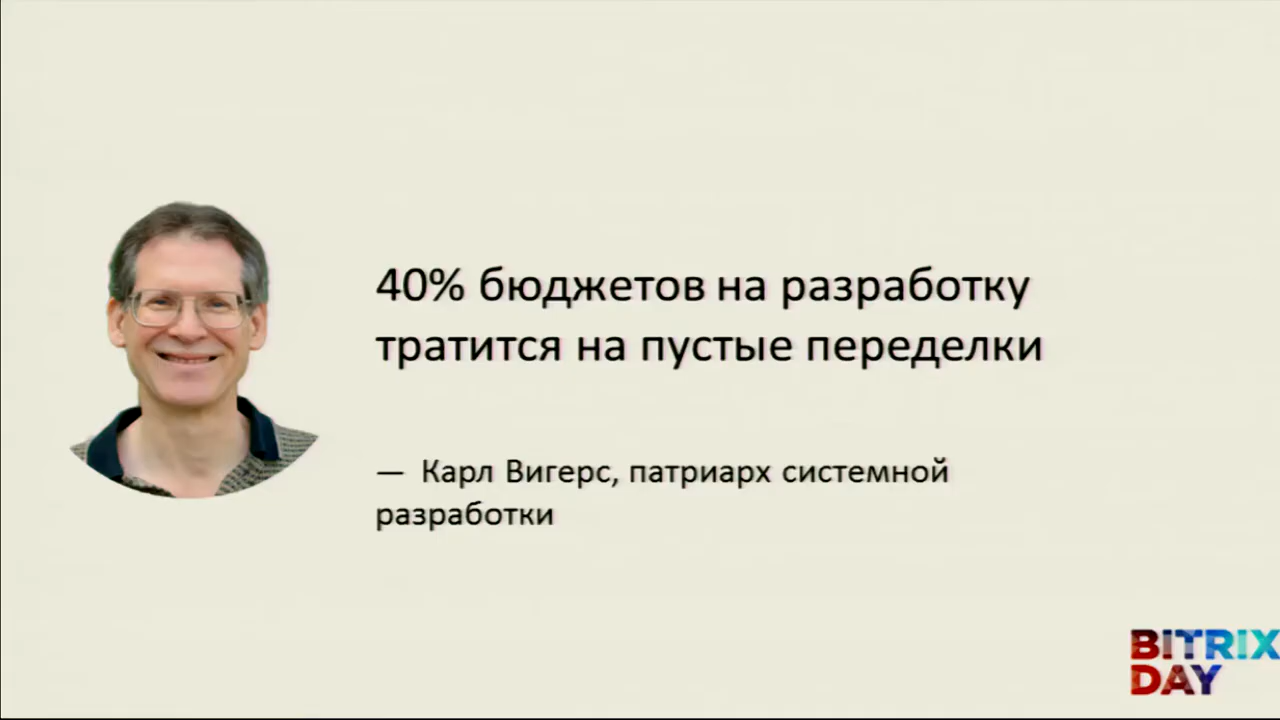 40% бюджетов на разработку
тратится на пустые переделки
— Карл Вигерс, патриарх системной
разработки
BITRIX
DAY